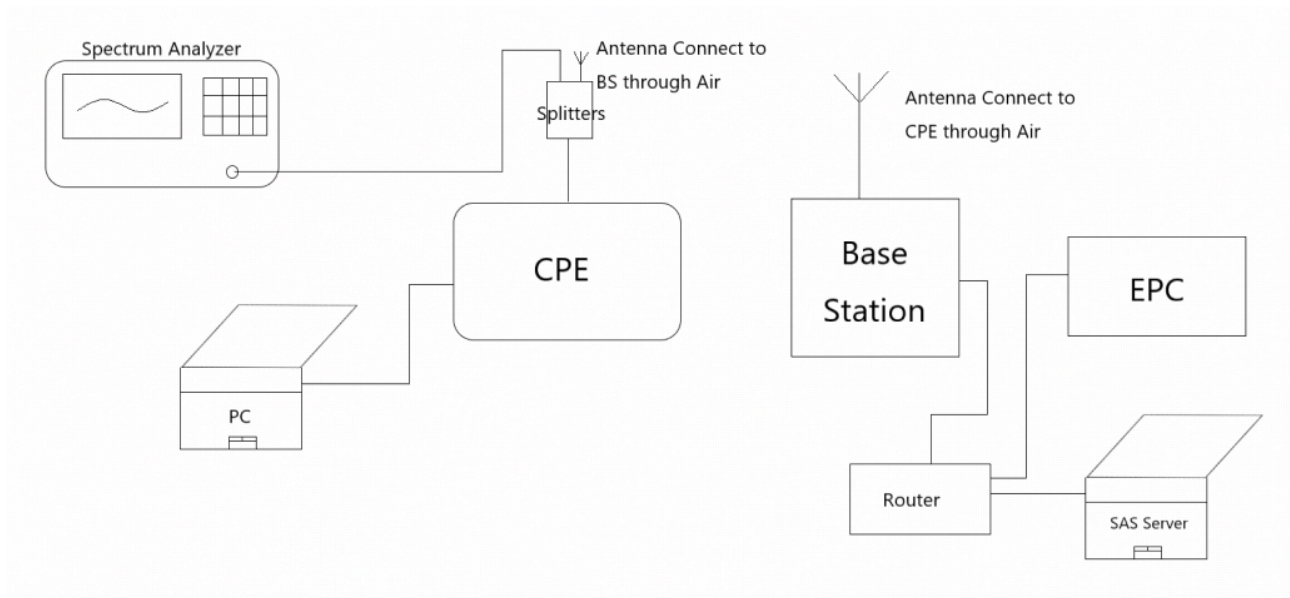 Spectrum Analyzer
Antenna Connect to
BS through Air
Splitters
Antenna Connect to
CPE through Air
CPE
Base
Station
EPC
PC
Router
SAS Server